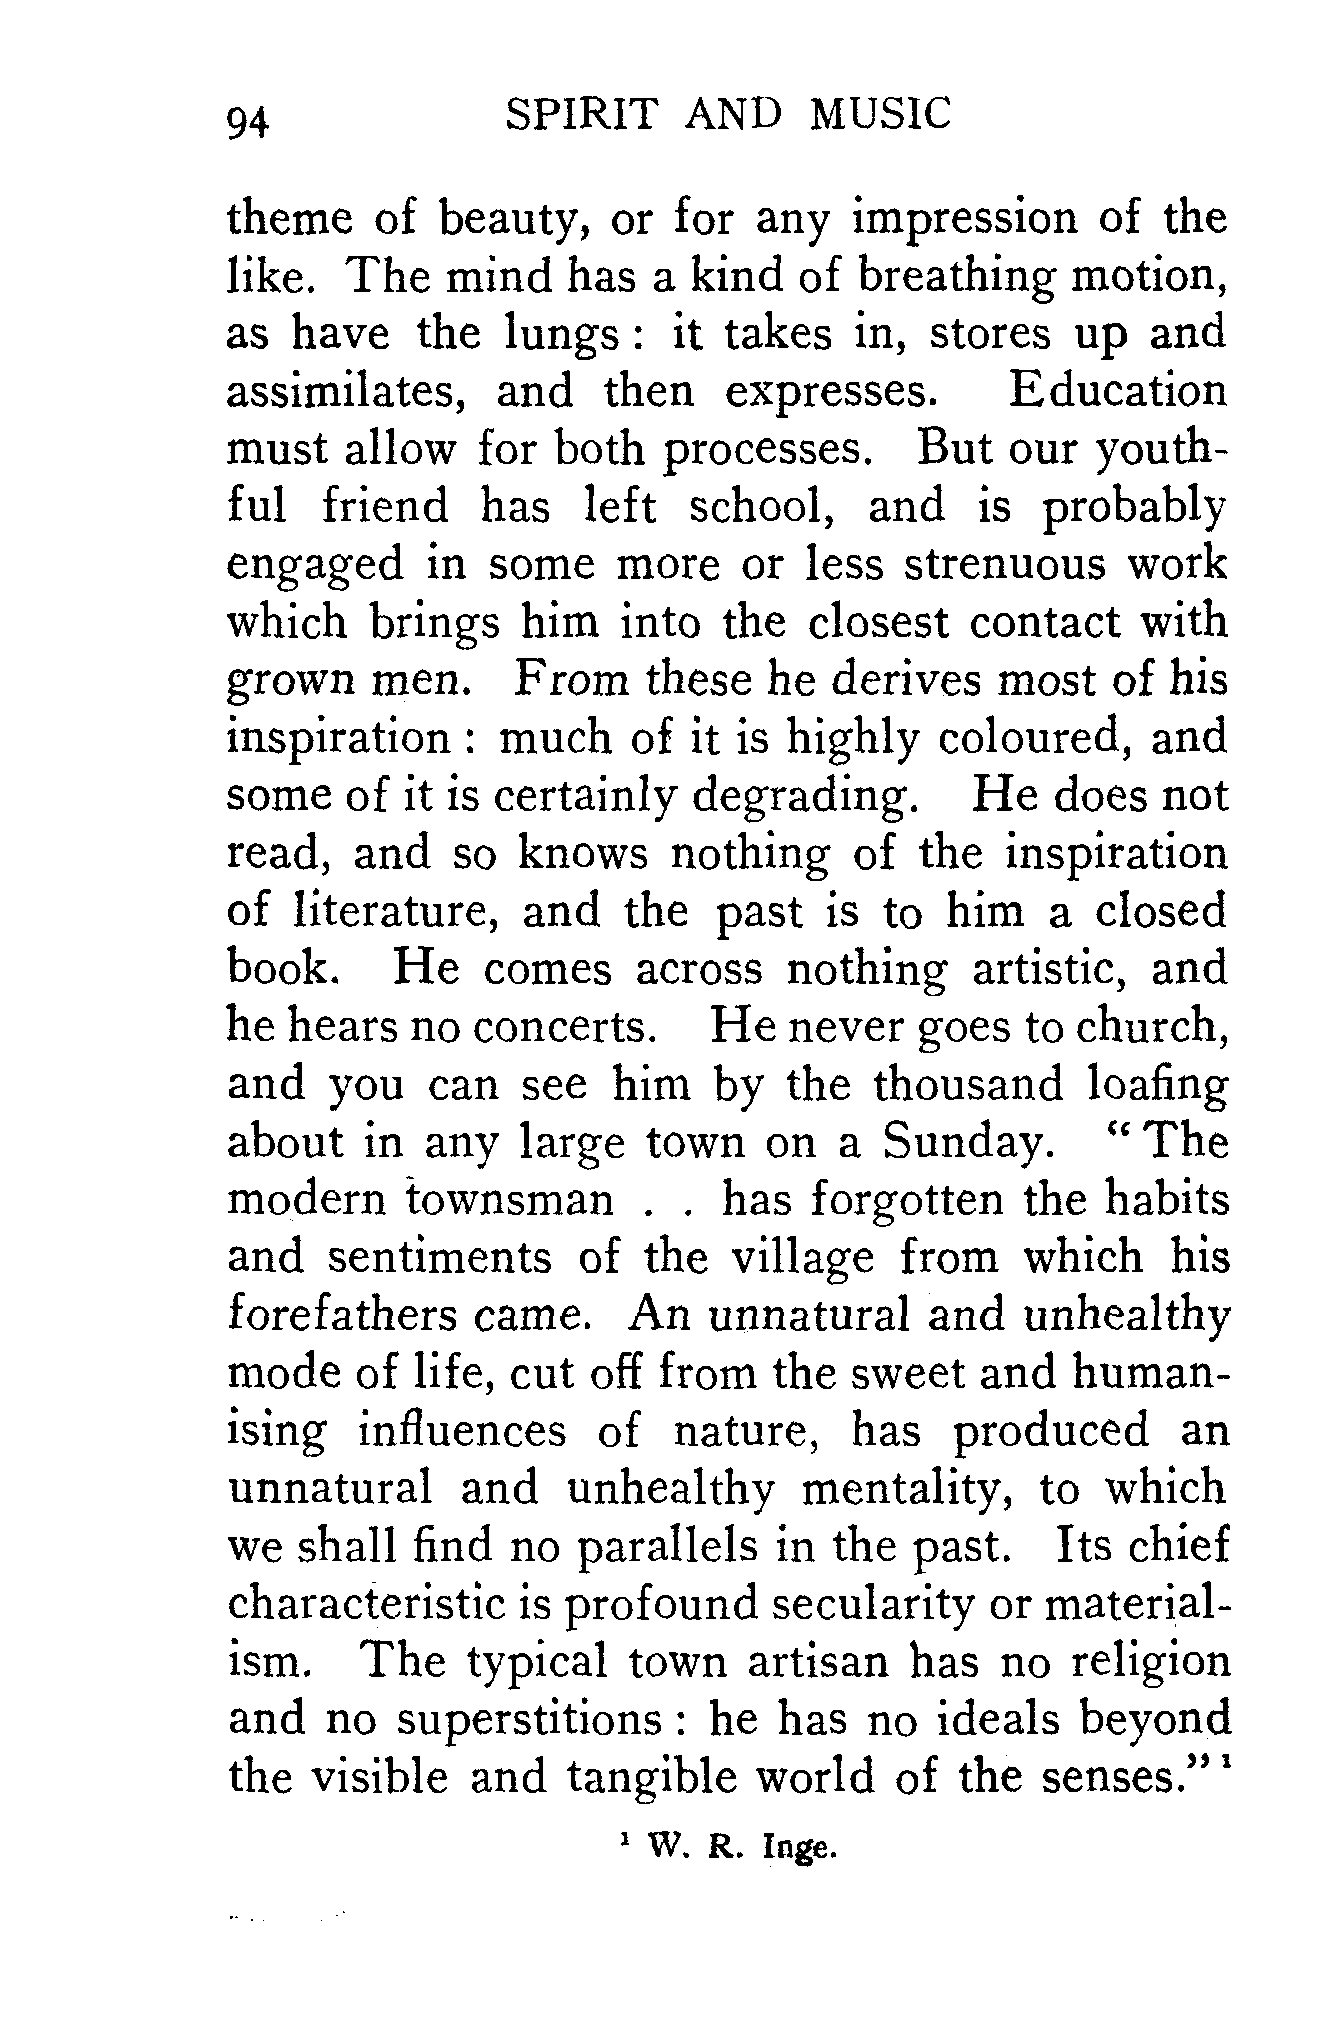 94 SPIRIT AND MUSIC
theme of beauty, or for any impression of the
like. The mind has a kind of breathing motion,
as have the lungs : it takes in, stores up and
assimilates, and then expresses. Education
must allow for both processes. But our youth-
ful friend has left school, and is probably
engaged in some more or less strenuous work
which brings him into the closest contact with
grown men. From these he derives most of his
inspiration : much of it is highly coloured, and
some of it is certainly degrading. He does not
read, and so knows nothing of the inspiration
of literature, and the past is to him a closed
book. He comes across nothing artistic, and
he hears no concerts. He never goes to church,
and you can see him by the thousand loafing
about in any large town on a Sunday. “ The
modern townsman . . has forgotten the habits
and sentiments of the village from which his
forefathers came. An unnatural and unhealthy
mode of life, cut off from the sweet and human-
ising influences of nature, has produced an
unnatural and unhealthy mentality, to which
we shall find no parallels in the past. Its chief
characteristic is profound secularity or material-
ism. The typical town artisan has no religion
and no superstitions : he has no ideals beyond
the visible and tangible world of the senses.” ¹
¹ W. R. Inge.